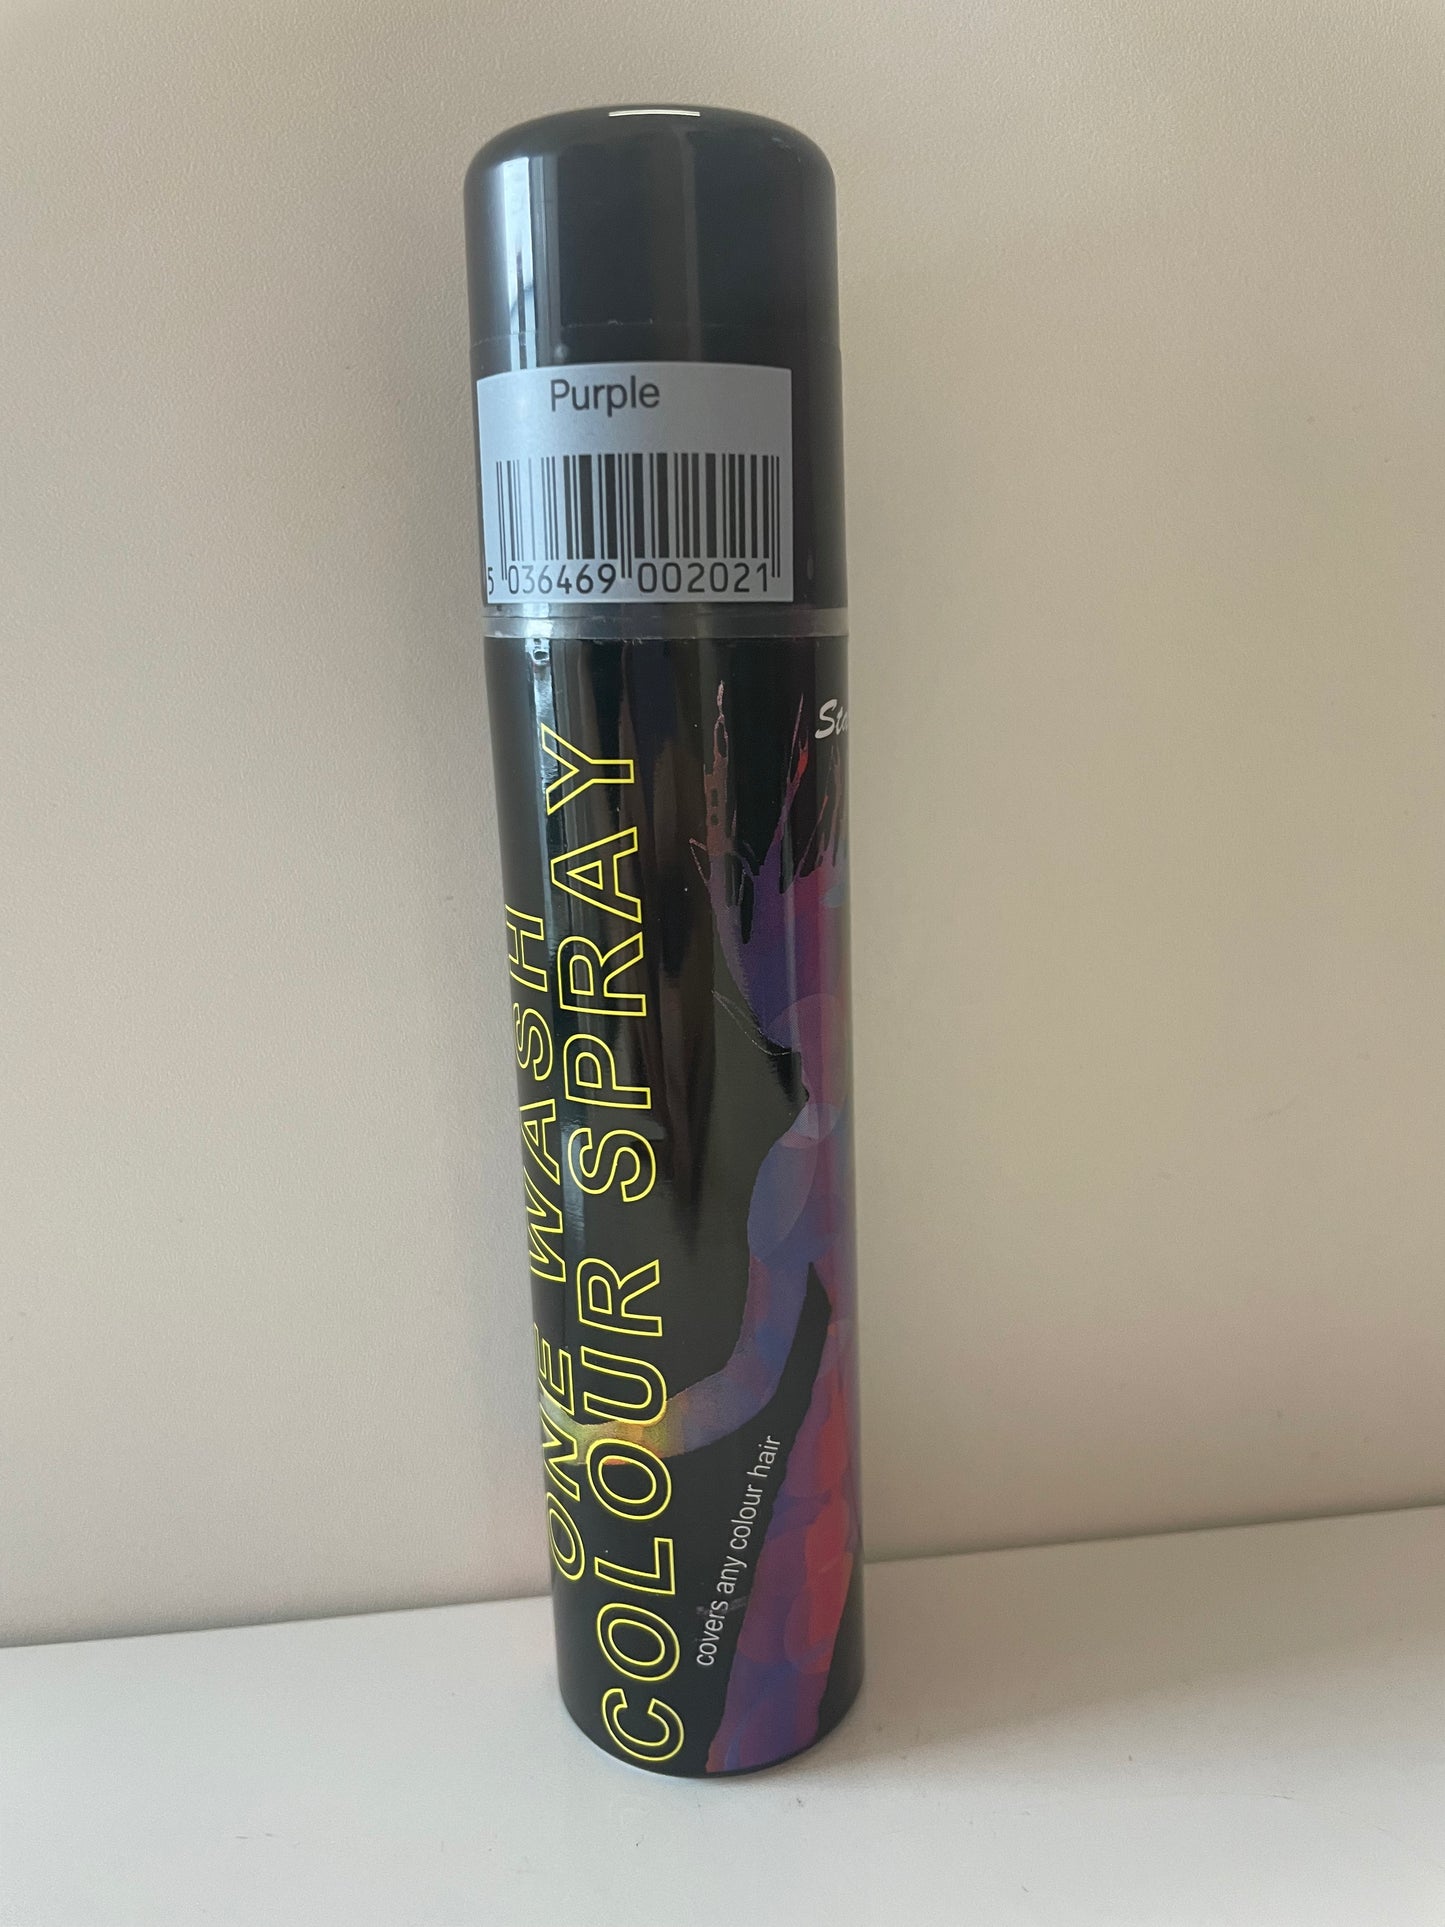 Purple
5 036469 002021
ONE WASH
COLOUR SPRAY
covers any colour hair